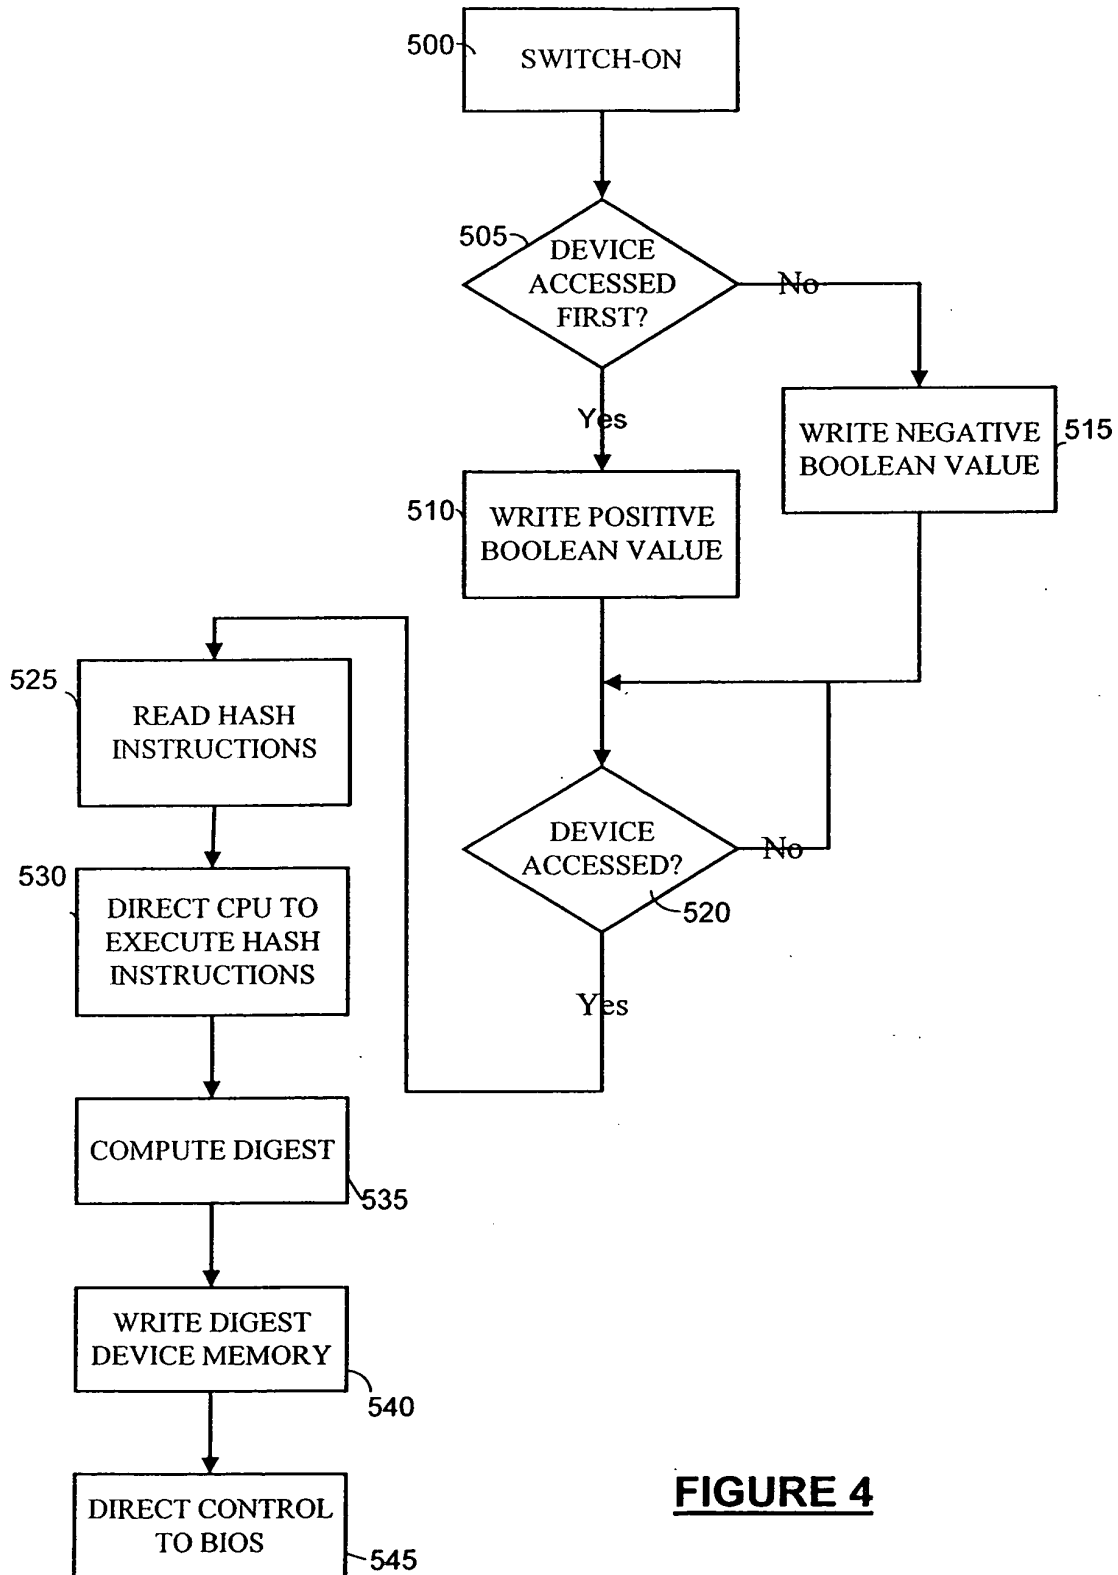 500
SWITCH-ON
505
DEVICE
ACCESSED
FIRST?
No
Yes
WRITE NEGATIVE
BOOLEAN VALUE
515
510
WRITE POSITIVE
BOOLEAN VALUE
525
READ HASH
INSTRUCTIONS
DEVICE
ACCESSED?
No
520
530
DIRECT CPU TO
EXECUTE HASH
INSTRUCTIONS
Yes
COMPUTE DIGEST
535
WRITE DIGEST
DEVICE MEMORY
540
DIRECT CONTROL
TO BIOS
545
FIGURE 4